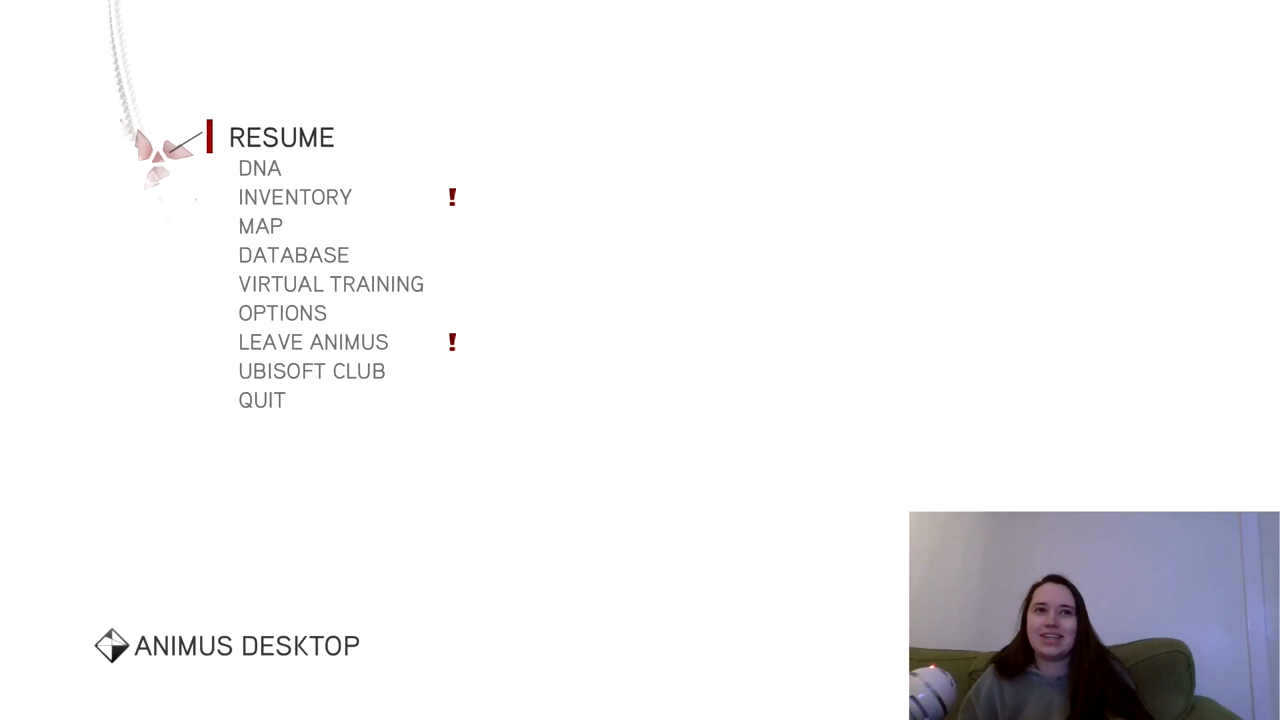 RESUME
DNA
INVENTORY !
MAP
DATABASE
VIRTUAL TRAINING
OPTIONS
LEAVE ANIMUS !
UBISOFT CLUB
QUIT
ANIMUS DESKTOP